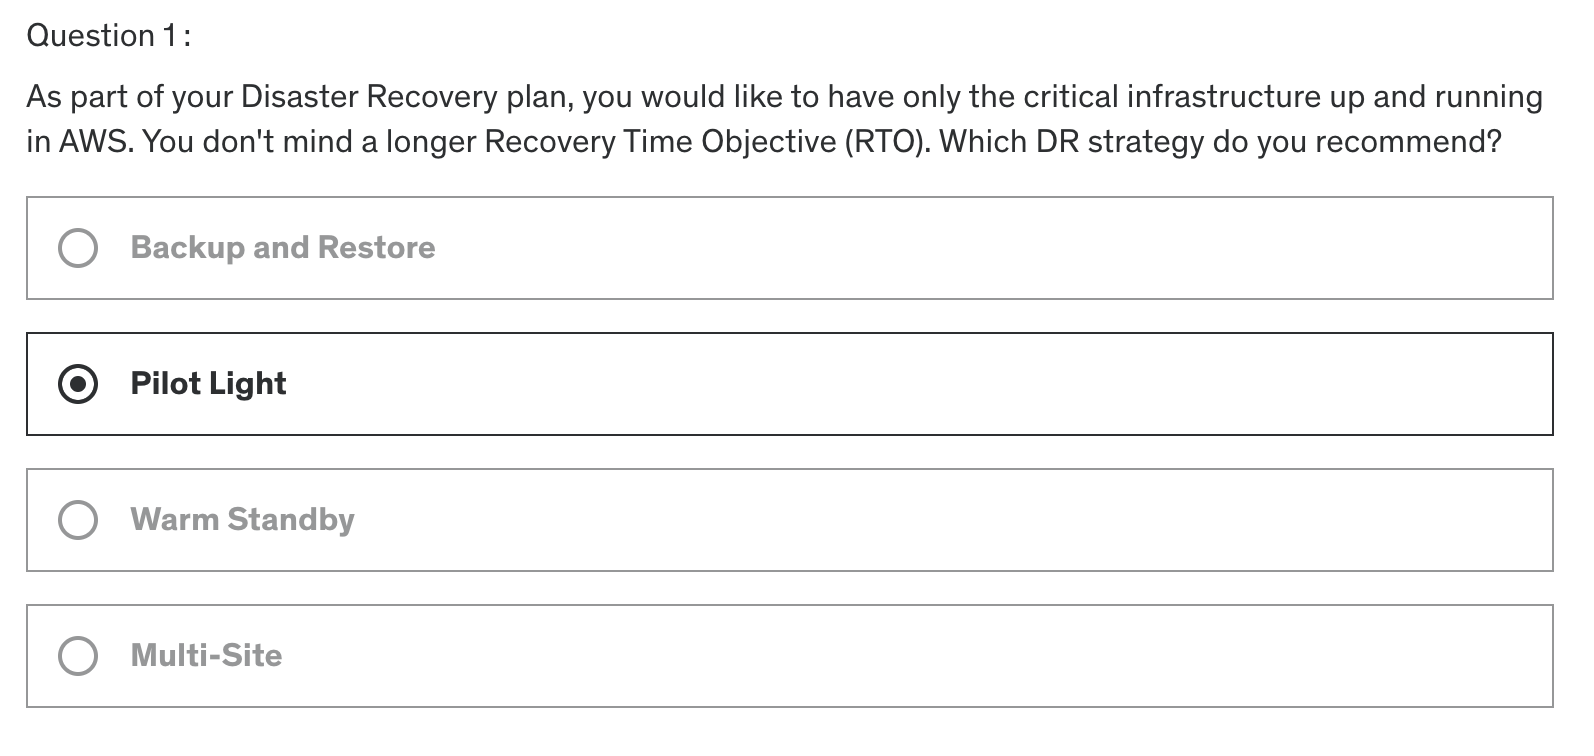 Question 1:
As part of your Disaster Recovery plan, you would like to have only the critical infrastructure up and running
in AWS. You don't mind a longer Recovery Time Objective (RTO). Which DR strategy do you recommend?
Backup and Restore
Pilot Light
Warm Standby
Multi-Site